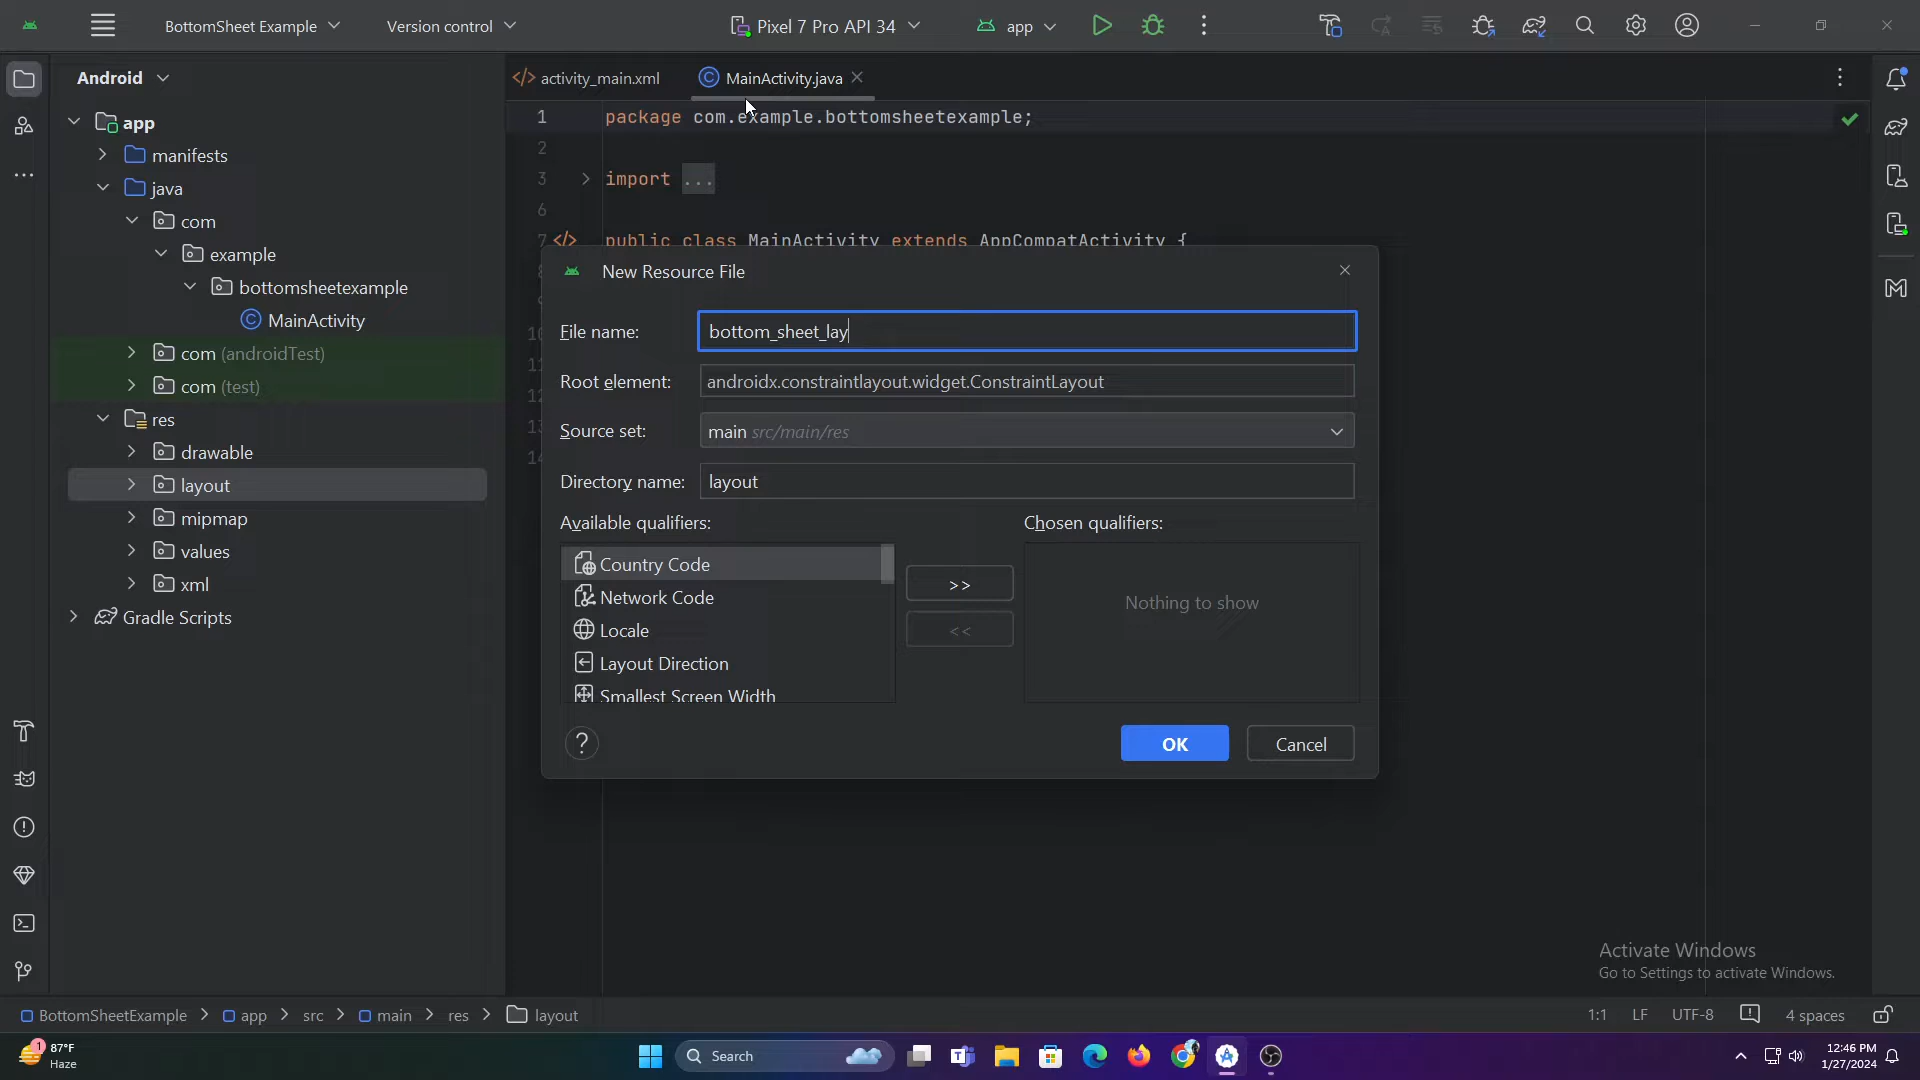 BottomSheet Example
Version control
Pixel 7 Pro API 34
app
Android
activity_main.xml
MainActivity.java
app
manifests
java
com
example
bottomsheetexample
MainActivity
com (androidTest)
com (test)
res
drawable
layout
mipmap
values
xml
Gradle Scripts
1 package com.example.bottomsheetexample;
2
3 import ...
6
7 public class MainActivity extends AppCompatActivity {
New Resource File
File name: bottom_sheet_lay
Root element: androidx.constraintlayout.widget.ConstraintLayout
Source set: main src/main/res
Directory name: layout
Available qualifiers:
Chosen qualifiers:
Country Code
Network Code
Locale
Layout Direction
Smallest Screen Width
>>
<<
Nothing to show
?
OK
Cancel
Activate Windows
Go to Settings to activate Windows.
BottomSheetExample > app > src > main > res > layout
1:1 LF UTF-8 4 spaces
1
87°F
Haze
Search
12:46 PM
1/27/2024